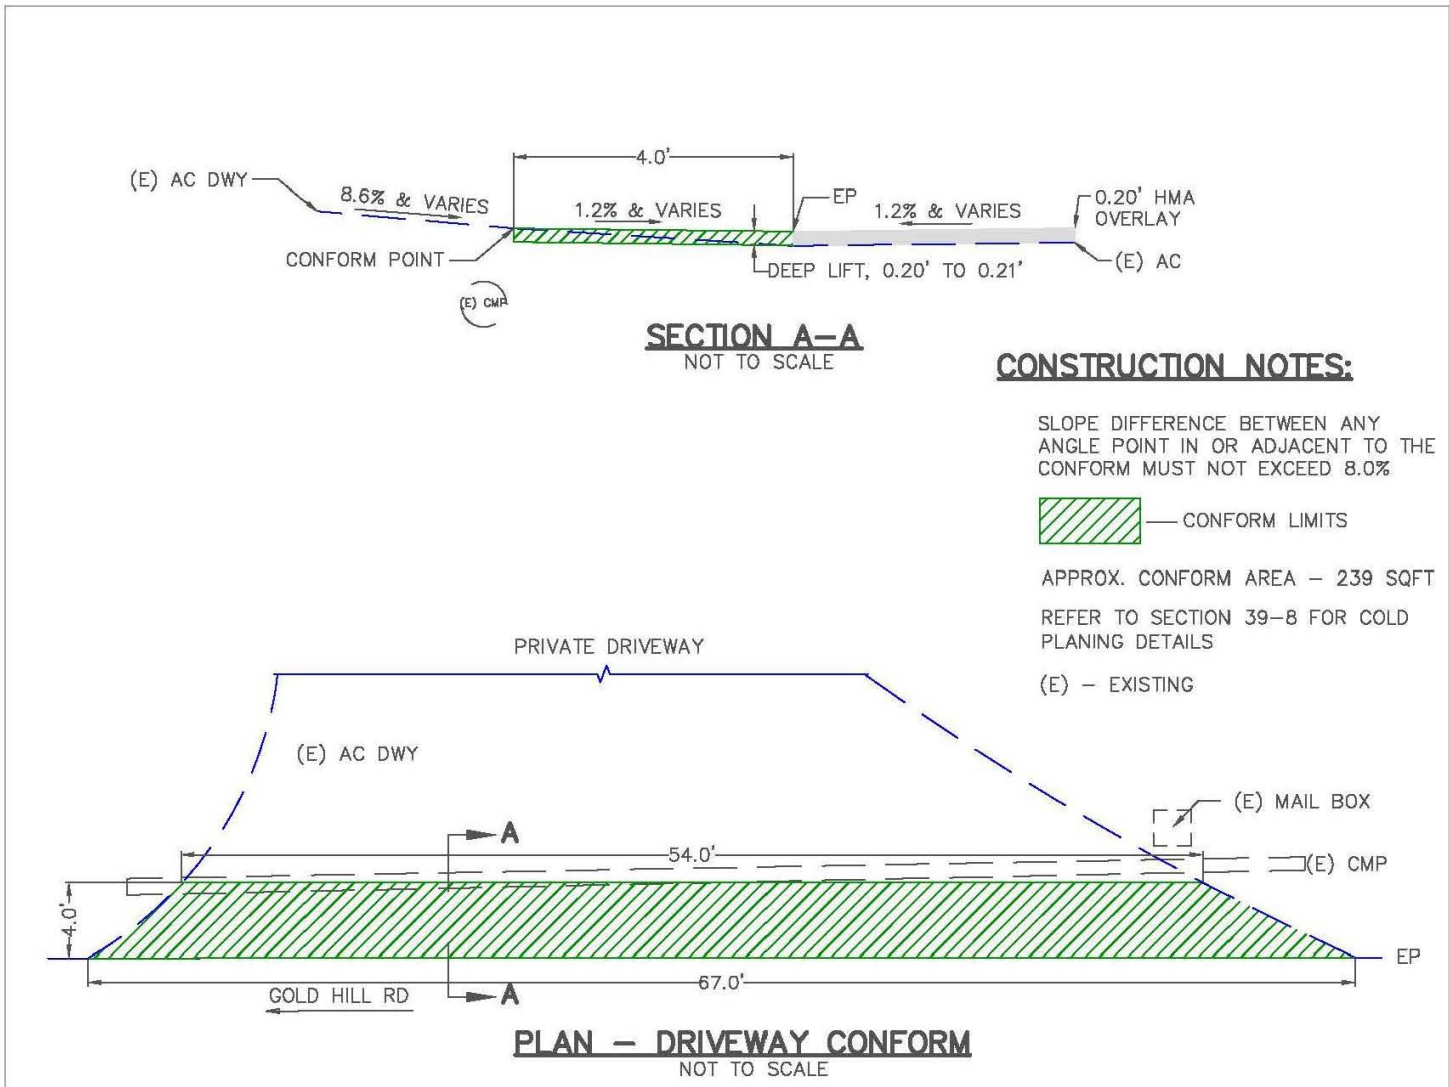 4.0'
(E) AC DWY
8.6% & VARIES
1.2% & VARIES
EP
1.2% & VARIES
0.20' HMA
OVERLAY
CONFORM POINT
DEEP LIFT, 0.20' TO 0.21'
(E) AC
(E) CMP
SECTION A-A
NOT TO SCALE
CONSTRUCTION NOTES:
SLOPE DIFFERENCE BETWEEN ANY
ANGLE POINT IN OR ADJACENT TO THE
CONFORM MUST NOT EXCEED 8.0%
CONFORM LIMITS
APPROX. CONFORM AREA - 239 SQFT
REFER TO SECTION 39-8 FOR COLD
PLANING DETAILS
(E) - EXISTING
PRIVATE DRIVEWAY
(E) AC DWY
(E) MAIL BOX
A
54.0'
(E) CMP
4.0'
EP
67.0'
A
GOLD HILL RD
PLAN - DRIVEWAY CONFORM
NOT TO SCALE